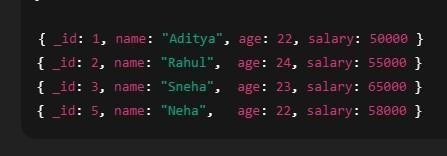 { _id: 1, name: "Aditya", age: 22, salary: 50000 }
{ _id: 2, name: "Rahul",  age: 24, salary: 55000 }
{ _id: 3, name: "Sneha",  age: 23, salary: 65000 }
{ _id: 5, name: "Neha",   age: 22, salary: 58000 }